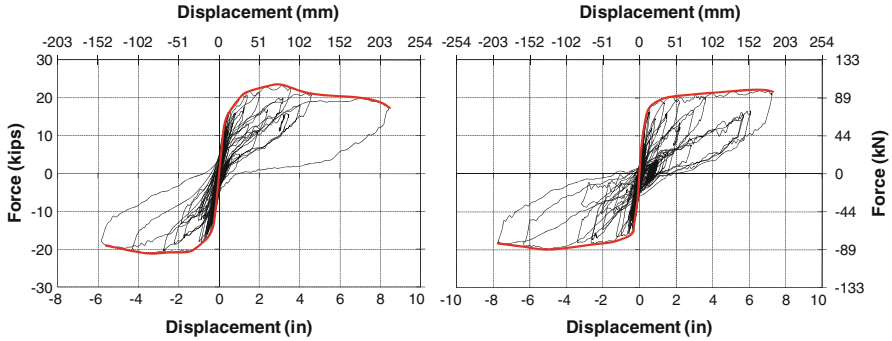 Displacement (mm)
-203 -152 -102 -51 0 51 102 152 203 254
30
20
10
0
-10
-20
-30
Force (kips)
-8 -6 -4 -2 0 2 4 6 8 10
Displacement (in)
Displacement (mm)
-254 -203 -152 -102 -51 0 51 102 152 203 254
133
89
44
0
-44
-89
-133
Force (kN)
-10 -8 -6 -4 -2 0 2 4 6 8 10
Displacement (in)